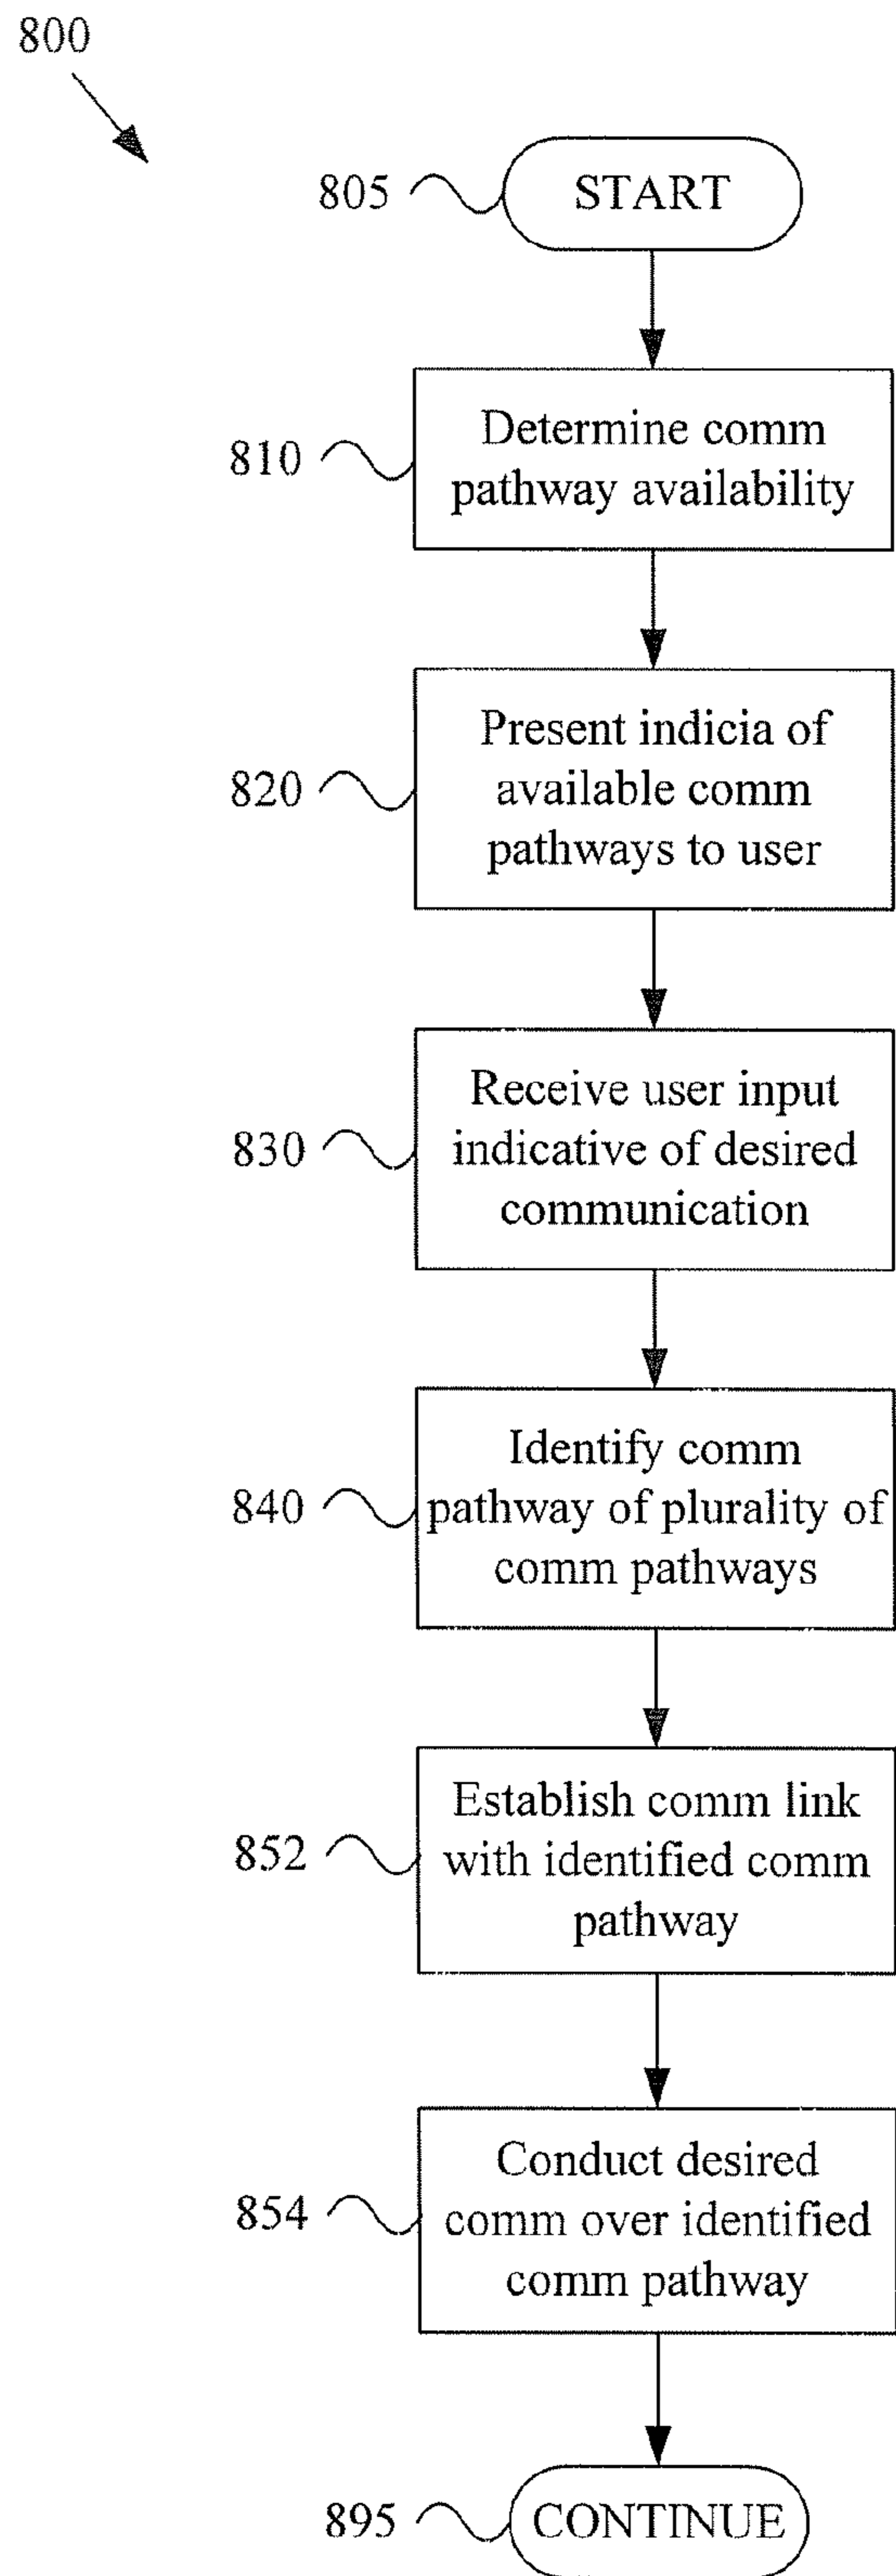 800
805
START
810
Determine comm
pathway availability
820
Present indicia of
available comm
pathways to user
830
Receive user input
indicative of desired
communication
840
Identify comm
pathway of plurality of
comm pathways
852
Establish comm link
with identified comm
pathway
854
Conduct desired
comm over identified
comm pathway
895
CONTINUE